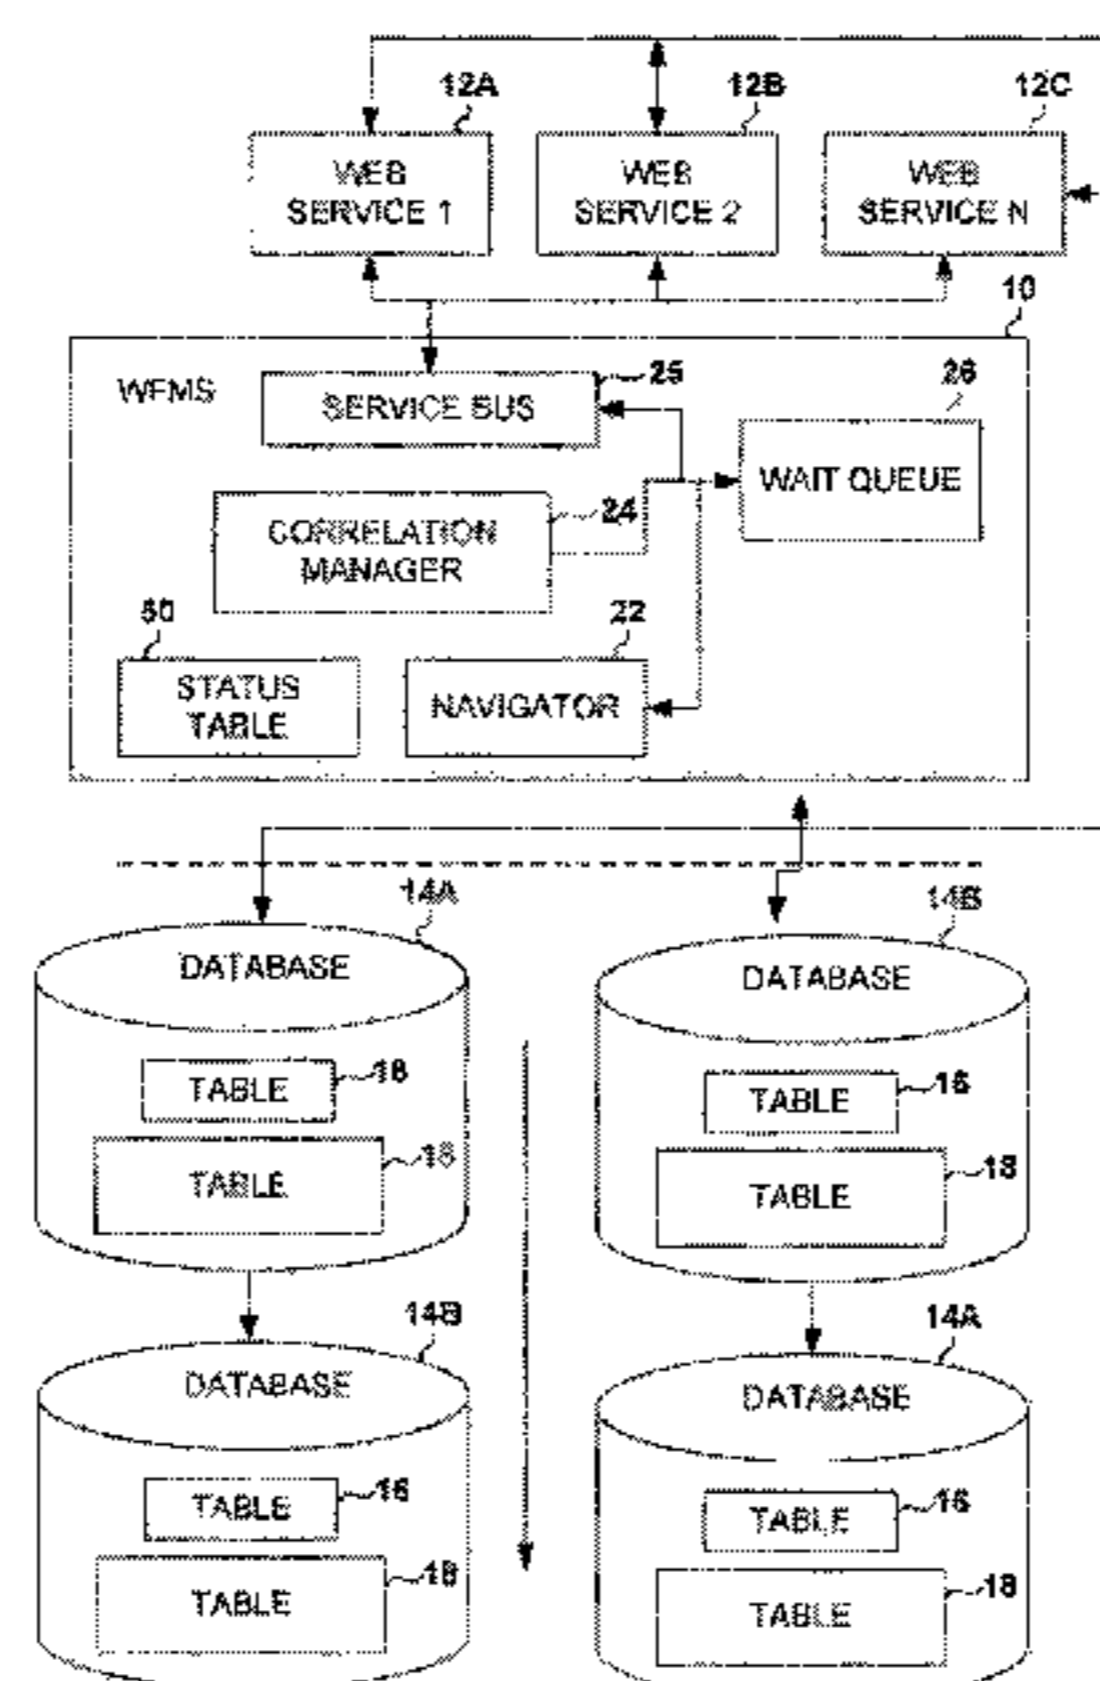 12A
12B
12C
WEB
SERVICE 1
WEB
SERVICE 2
WEB
SERVICE N
10
WFMS
SERVICE BUS
25
26
WAIT QUEUE
CORRELATION
MANAGER
24
50
STATUS
TABLE
22
NAVIGATOR
14A
DATABASE
TABLE
16
TABLE
18
14B
DATABASE
TABLE
16
TABLE
18
14B
DATABASE
TABLE
16
TABLE
18
14A
DATABASE
TABLE
16
TABLE
18